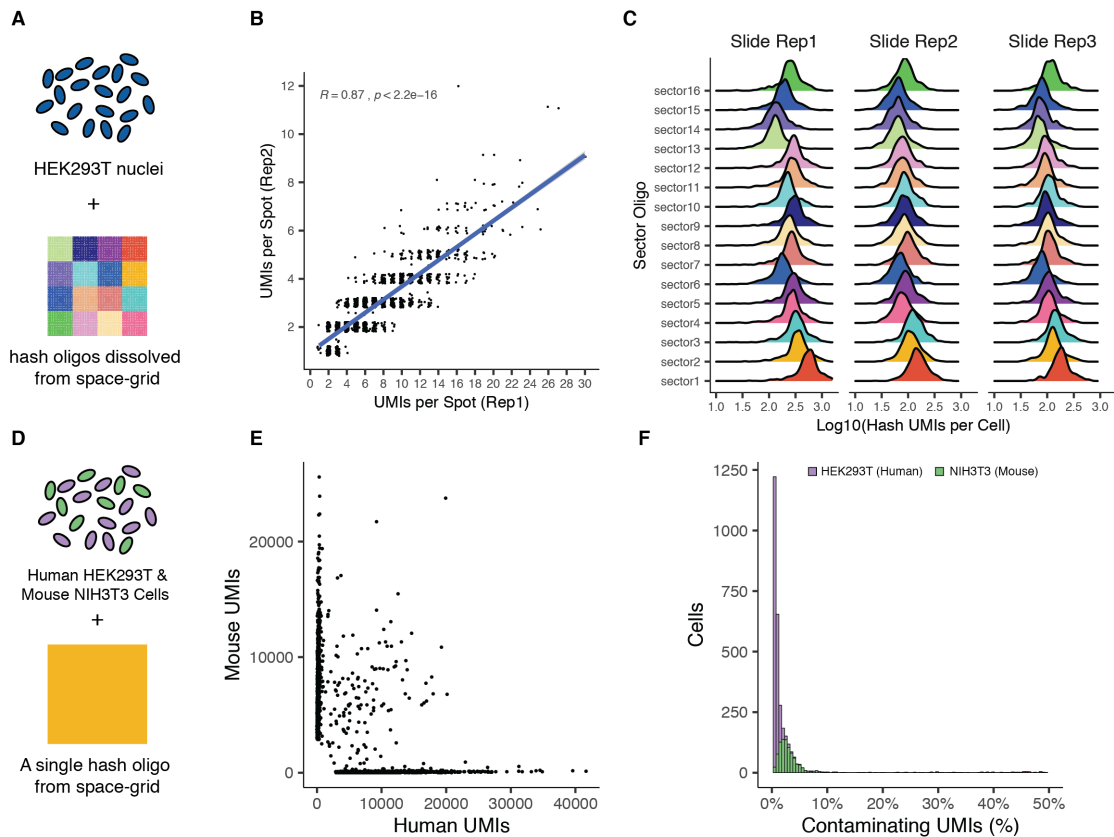 A
HEK293T nuclei
+
hash oligos dissolved
from space-grid
B
R = 0.87 , p < 2.2e−16
UMIs per Spot (Rep2)
12
10
8
6
4
2
0 2 4 6 8 10 12 14 16 18 20 22 24 26 28 30
UMIs per Spot (Rep1)
C
Slide Rep1 Slide Rep2 Slide Rep3
Sector Oligo
sector16
sector15
sector14
sector13
sector12
sector11
sector10
sector9
sector8
sector7
sector6
sector5
sector4
sector3
sector2
sector1
1.0 1.5 2.0 2.5 3.0 1.0 1.5 2.0 2.5 3.0 1.0 1.5 2.0 2.5 3.0
Log10(Hash UMIs per Cell)
D
Human HEK293T &
Mouse NIH3T3 Cells
+
A single hash oligo
from space-grid
E
Mouse UMIs
20000
10000
0
0 10000 20000 30000 40000
Human UMIs
F
HEK293T (Human) NIH3T3 (Mouse)
Cells
1250
1000
750
500
250
0
0% 10% 20% 30% 40% 50%
Contaminating UMIs (%)